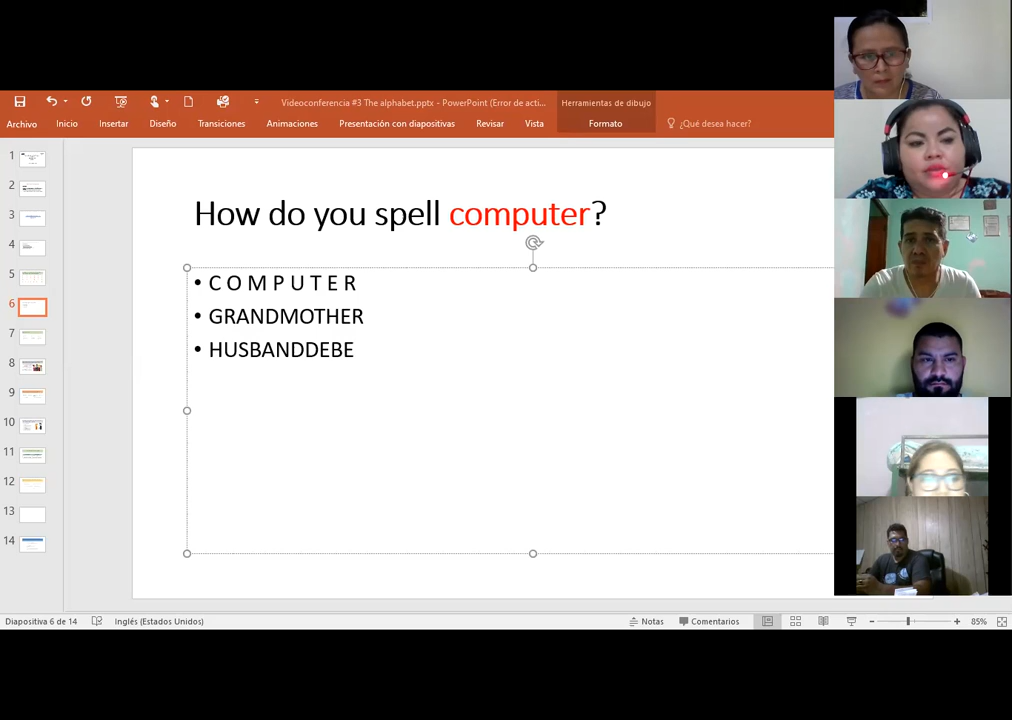 Videoconferencia #3 The alphabet.pptx - PowerPoint (Error de acti...
Herramientas de dibujo
Archivo Inicio Insertar Diseño Transiciones Animaciones Presentación con diapositivas Revisar Vista Formato ¿Qué desea hacer?
1
2
3
4
5
6
7
8
9
10
11
12
13
14
How do you spell computer?
• C O M P U T E R
• GRANDMOTHER
• HUSBANDDEBE
Diapositiva 6 de 14 Inglés (Estados Unidos) Notas Comentarios 85%